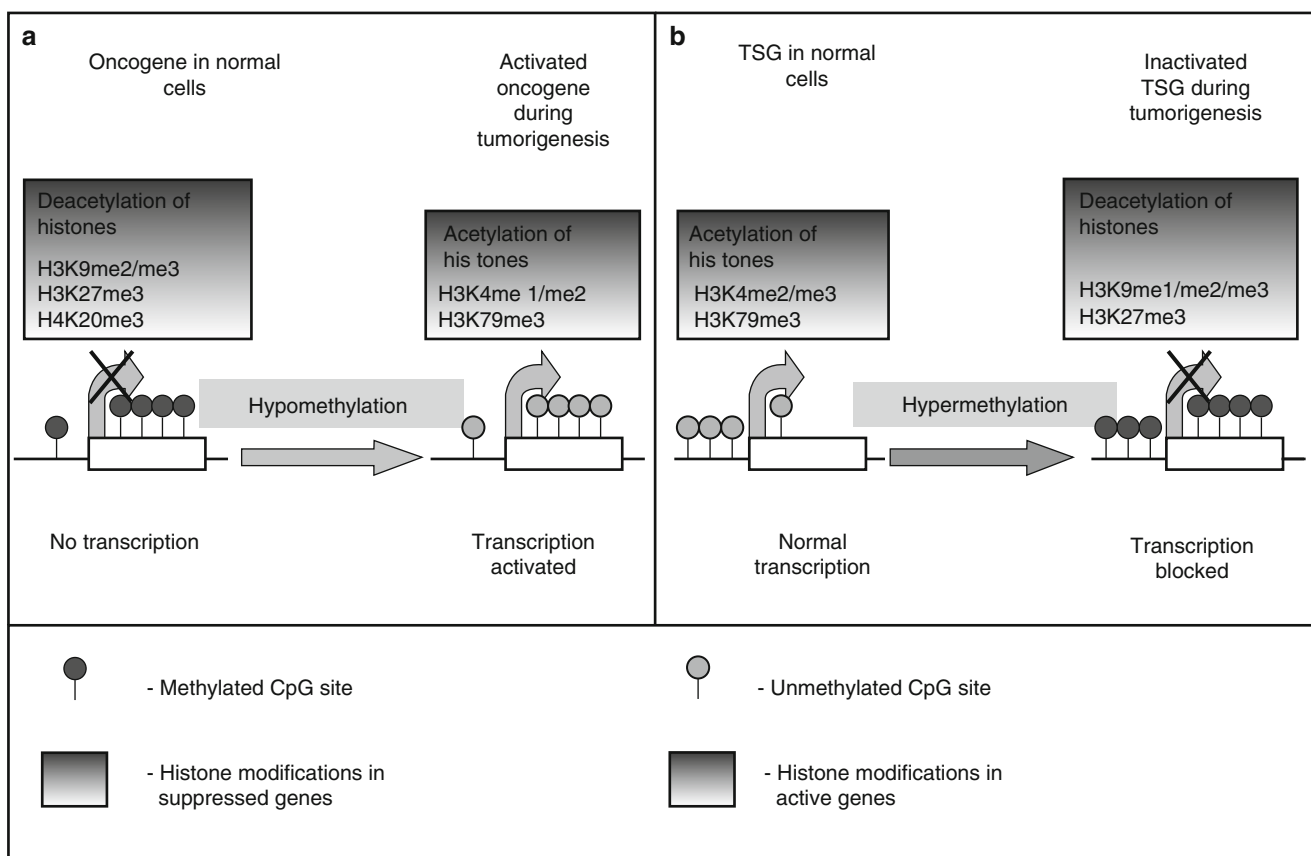 a
Oncogene in normal
cells
Activated
oncogene
during
tumorigenesis
Deacetylation of
histones
H3K9me2/me3
H3K27me3
H4K20me3
Acetylation of
his tones
H3K4me 1/me2
H3K79me3
Hypomethylation
No transcription
Transcription
activated
b
TSG in normal
cells
Inactivated
TSG during
tumorigenesis
Acetylation of
his tones
H3K4me2/me3
H3K79me3
Deacetylation of
histones
H3K9me1/me2/me3
H3K27me3
Hypermethylation
Normal
transcription
Transcription
blocked
- Methylated CpG site
- Unmethylated CpG site
- Histone modifications in
suppressed genes
- Histone modifications in
active genes